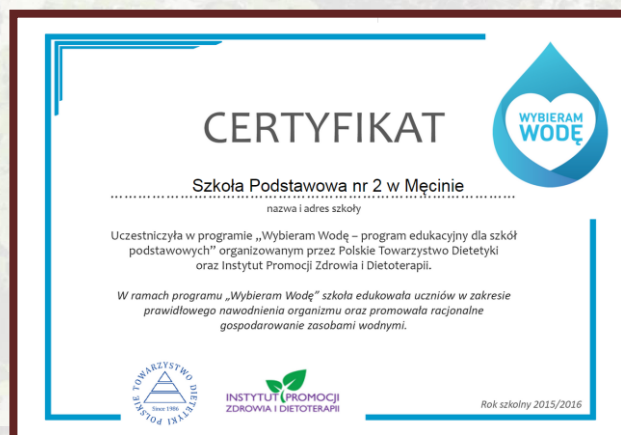 WYBIERAM
WODĘ
CERTYFIKAT
Szkoła Podstawowa nr 2 w Męcinie
nazwa i adres szkoły
Uczestniczyła w programie „Wybieram Wodę – program edukacyjny dla szkół
podstawowych” organizowanym przez Polskie Towarzystwo Dietetyki
oraz Instytut Promocji Zdrowia i Dietoterapii.
W ramach programu „Wybieram Wodę” szkoła edukowała uczniów w zakresie
prawidłowego nawodnienia organizmu oraz promowała racjonalne
gospodarowanie zasobami wodnymi.
POLSKIE TOWARZYSTWO DIETETYKI
Since 1986
INSTYTUT PROMOCJI
ZDROWIA I DIETOTERAPII
Rok szkolny 2015/2016